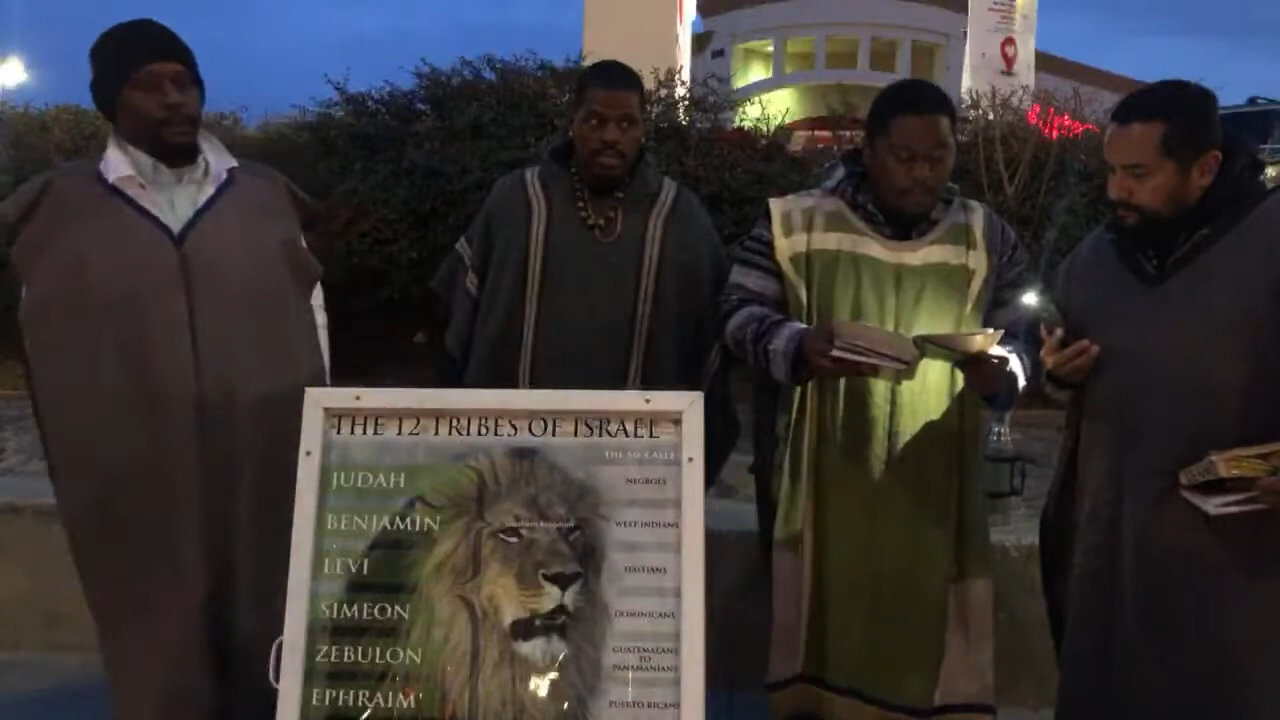 THE 12 TRIBES OF ISRAEL
THE SO CALLE
JUDAH
NEGROES
BENJAMIN
WEST INDIANS
LEVI
HAITIANS
SIMEON
DOMINICANS
ZEBULON
GUATEMALANS
TO
PANAMANIANS
EPHRAIM
PUERTO RICANS